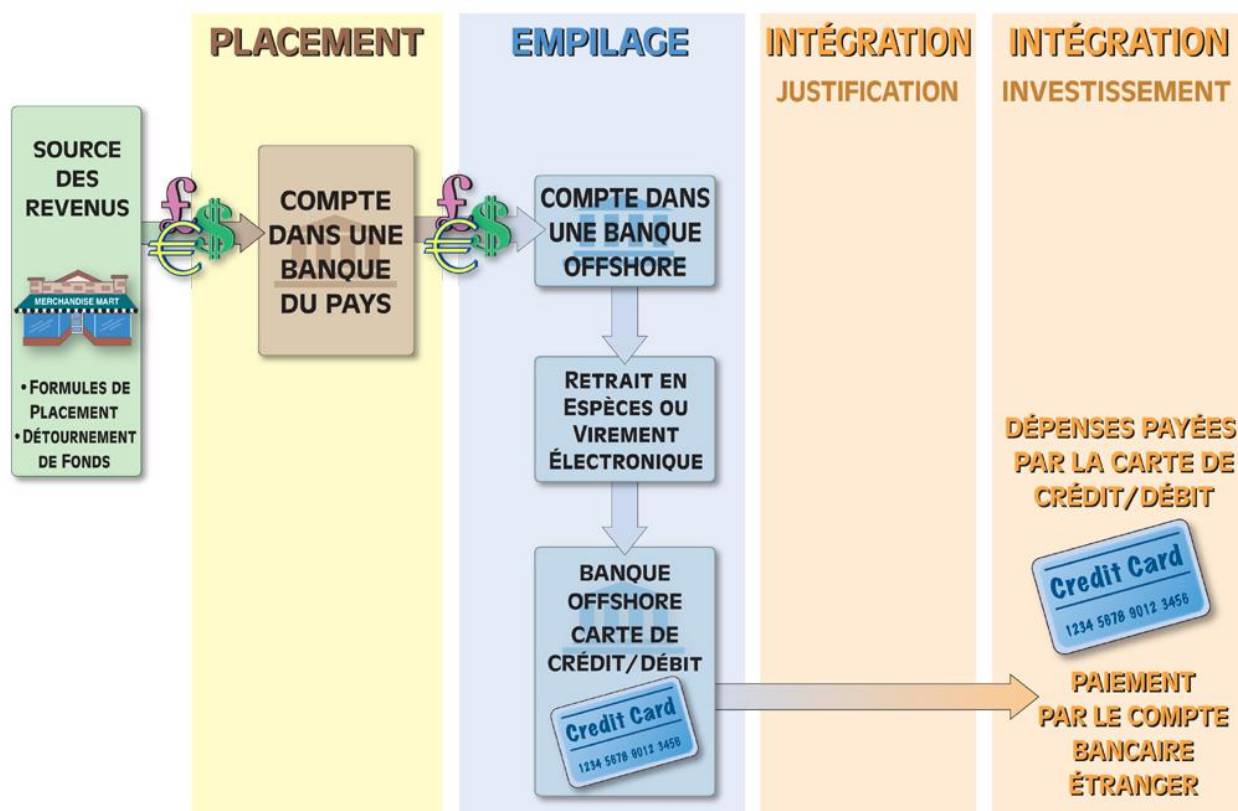 PLACEMENT
EMPILAGE
INTÉGRATION
JUSTIFICATION
INTÉGRATION
INVESTISSEMENT
SOURCE
DES
REVENUS
MERCHANDISE MART
• FORMULES DE
PLACEMENT
• DÉTOURNEMENT
DE FONDS
£
$
€
COMPTE
DANS UNE
BANQUE
DU PAYS
£
$
€
COMPTE DANS
UNE BANQUE
OFFSHORE
RETRAIT EN
ESPÈCES OU
VIREMENT
ÉLECTRONIQUE
BANQUE
OFFSHORE
CARTE DE
CRÉDIT/DÉBIT
Credit Card
1234 5678 9012 3456
DÉPENSES PAYÉES
PAR LA CARTE DE
CRÉDIT/DÉBIT
Credit Card
1234 5678 9012 3456
PAIEMENT
PAR LE COMPTE
BANCAIRE
ÉTRANGER